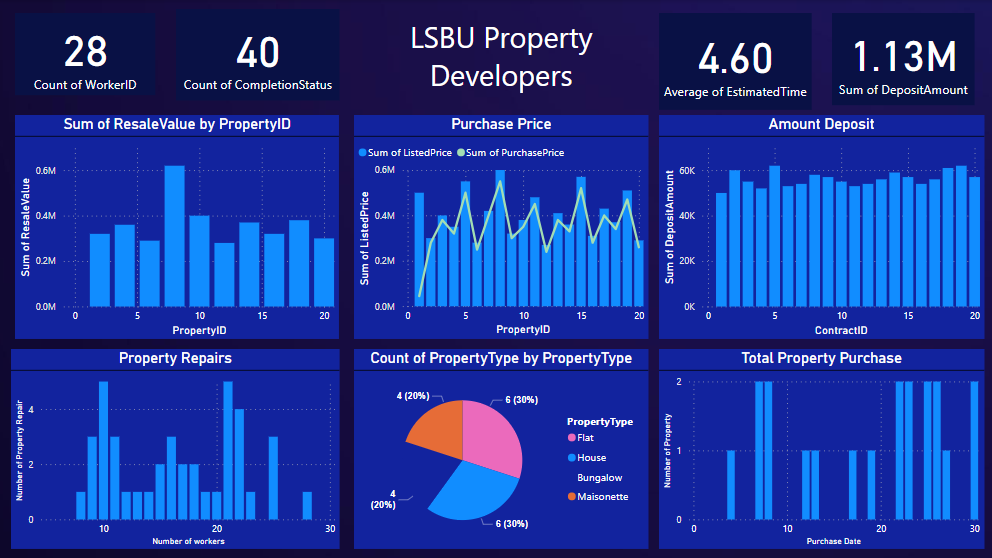 28
Count of WorkerID
40
Count of CompletionStatus
LSBU Property
Developers
4.60
Average of EstimatedTime
1.13M
Sum of DepositAmount
Sum of ResaleValue by PropertyID
Sum of ResaleValue
0.6M
0.4M
0.2M
0.0M
0 5 10 15 20
PropertyID
Purchase Price
Sum of ListedPrice Sum of PurchasePrice
Sum of ListedPrice
0.6M
0.4M
0.2M
0.0M
0 5 10 15 20
PropertyID
Amount Deposit
Sum of DepositAmount
60K
40K
20K
0K
0 5 10 15 20
ContractID
Property Repairs
Number of Property Repair
4
2
0
10 20 30
Number of workers
Count of PropertyType by PropertyType
4 (20%)
6 (30%)
4
(20%)
6 (30%)
PropertyType
Flat
House
Bungalow
Maisonette
Total Property Purchase
Number of Property
2
1
0
0 10 20 30
Purchase Date